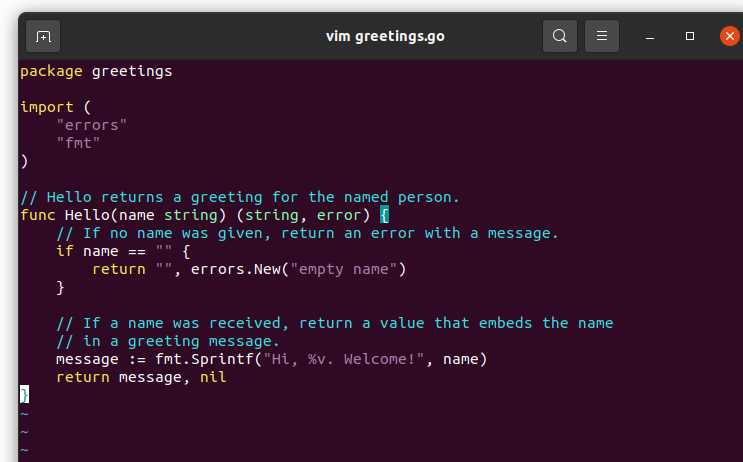 vim greetings.go
package greetings

import (
    "errors"
    "fmt"
)

// Hello returns a greeting for the named person.
func Hello(name string) (string, error) {
    // If no name was given, return an error with a message.
    if name == "" {
        return "", errors.New("empty name")
    }

    // If a name was received, return a value that embeds the name
    // in a greeting message.
    message := fmt.Sprintf("Hi, %v. Welcome!", name)
    return message, nil
}
~
~
~